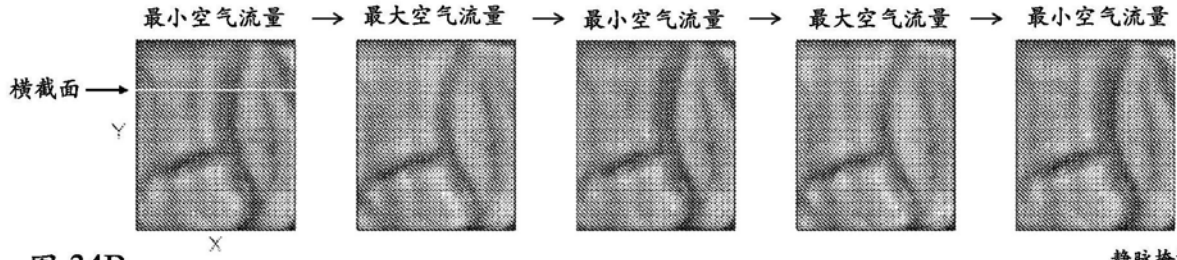 最小空气流量 → 最大空气流量 → 最小空气流量 → 最大空气流量 → 最小空气流量
横截面 →
Y
X